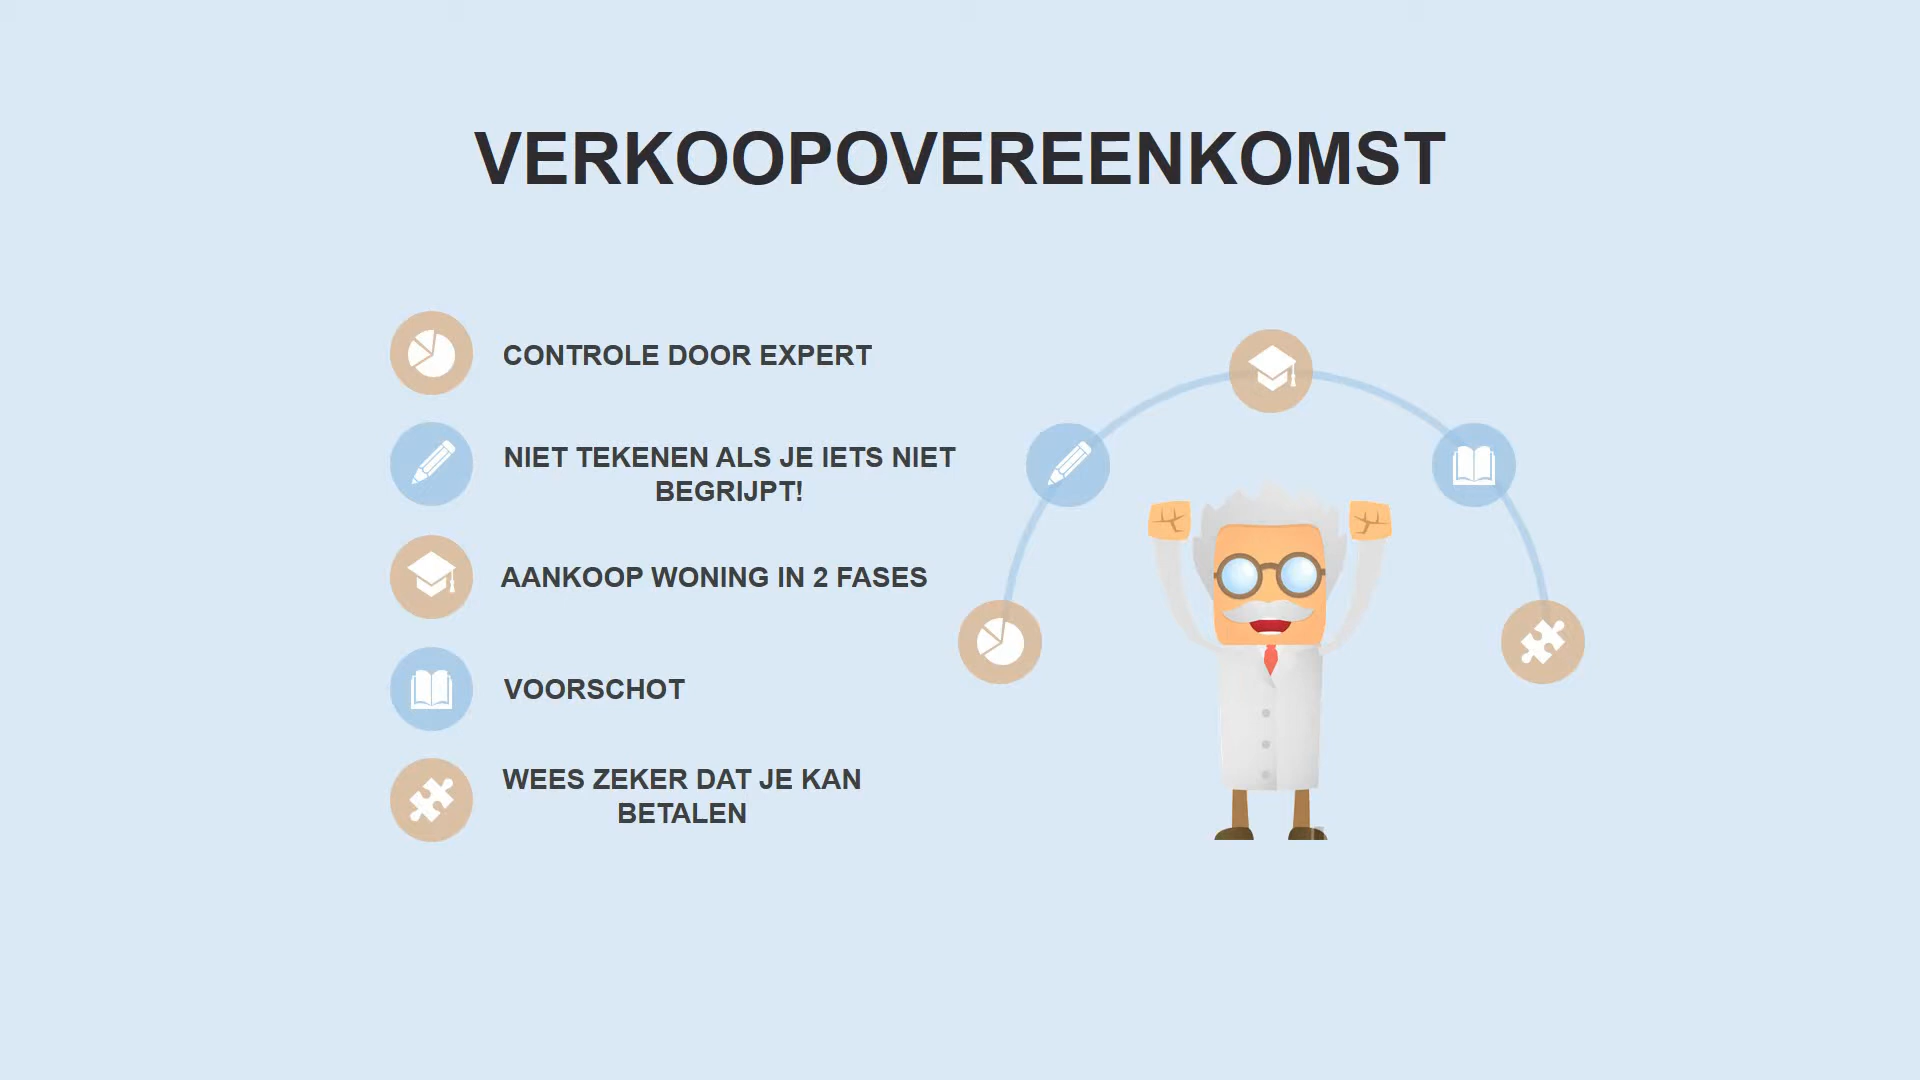 VERKOOPOVEREENKOMST
CONTROLE DOOR EXPERT
NIET TEKENEN ALS JE IETS NIET
BEGRIJPT!
AANKOOP WONING IN 2 FASES
VOORSCHOT
WEES ZEKER DAT JE KAN
BETALEN